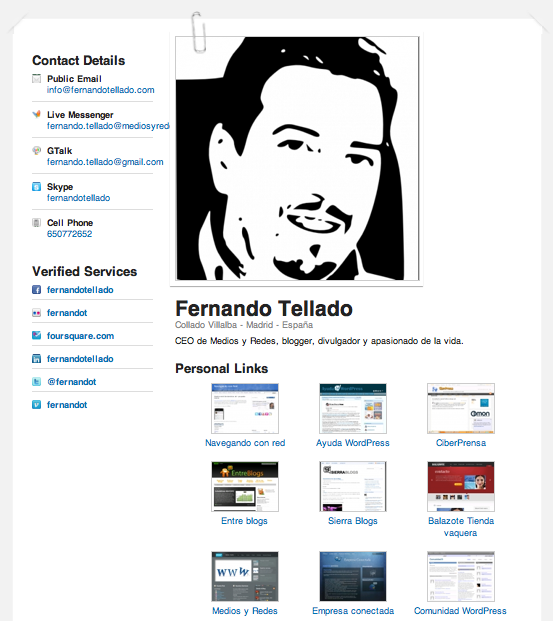 Contact Details
Public Email
info@fernandotellado.com
Live Messenger
fernando.tellado@mediosyred
GTalk
fernando.tellado@gmail.com
Skype
fernandotellado
Cell Phone
650772652
Verified Services
fernandotellado
fernandot
foursquare.com
fernandotellado
@fernandot
fernandot
Fernando Tellado
Collado Villalba - Madrid - España
CEO de Medios y Redes, blogger, divulgador y apasionado de la vida.
Personal Links
Navegando con red
Ayuda WordPress
CiberPrensa
Entre blogs
Sierra Blogs
Balazote Tienda
vaquera
Medios y Redes
Empresa conectada
Comunidad WordPress